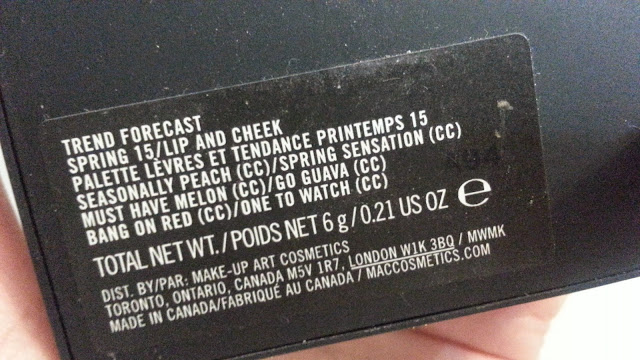 TREND FORECAST
SPRING 15/LIP AND CHEEK
PALETTE LÈVRES ET TENDANCE PRINTEMPS 15
SEASONALLY PEACH (CC)/SPRING SENSATION (CC)
MUST HAVE MELON (CC)/GO GUAVA (CC)
BANG ON RED (CC)/ONE TO WATCH (CC)
TOTAL NET WT./POIDS NET 6 g/0.21 US OZ e
DIST. BY/PAR: MAKE-UP ART COSMETICS
TORONTO, ONTARIO, CANADA M5V 1R7, LONDON W1K 3BQ / MWMK
MADE IN CANADA/FABRIQUÉ AU CANADA / MACCOSMETICS.COM